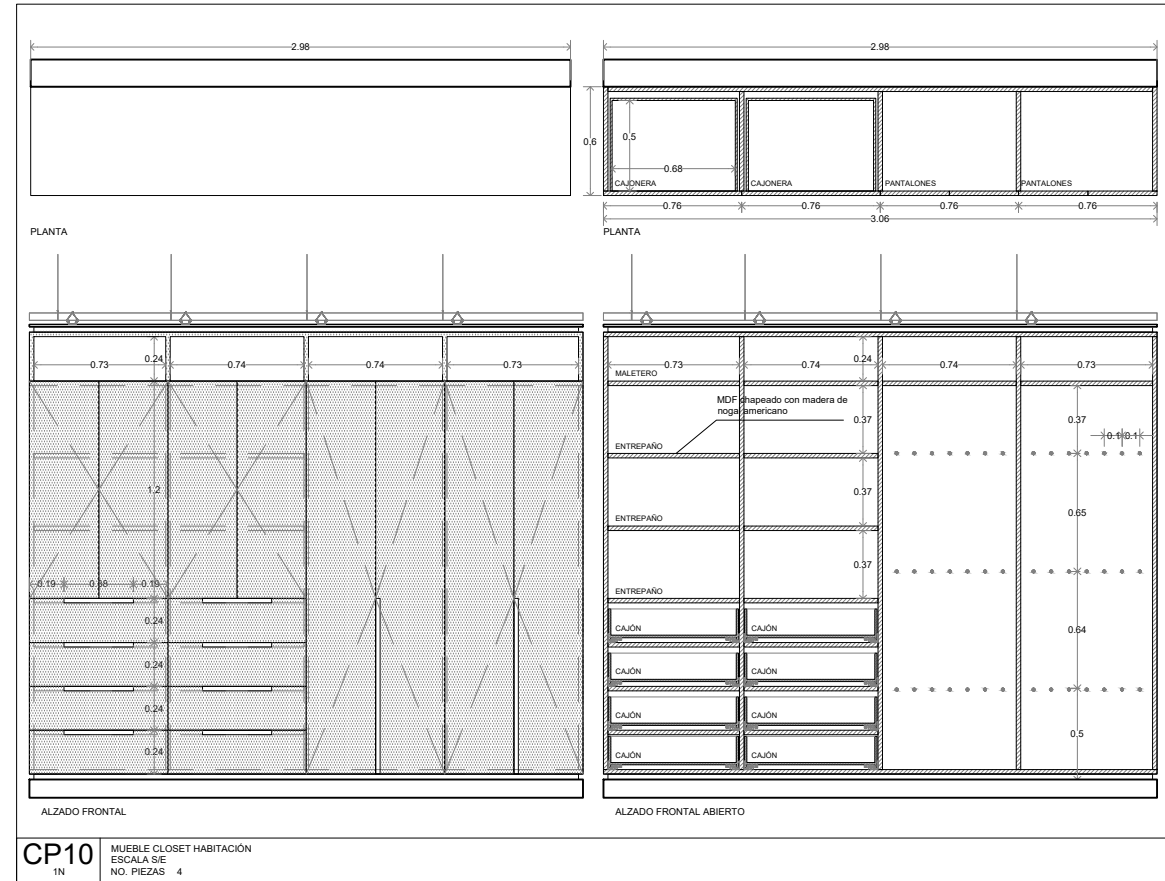 2.98
2.98
0.6
0.5
0.68
CAJONERA
CAJONERA
PANTALONES
PANTALONES
0.76
0.76
0.76
0.76
3.06
PLANTA
PLANTA
0.73
0.24
0.74
0.74
0.73
1.2
0.19
0.38
0.19
0.24
0.24
0.24
0.24
ALZADO FRONTAL
0.73
0.74
0.24
0.74
0.73
MALETERO
MDF chapeado con madera de
nogal americano
0.37
0.37
0.1
0.1
ENTREPAÑO
0.37
0.65
ENTREPAÑO
0.37
ENTREPAÑO
CAJÓN
CAJÓN
0.64
CAJÓN
CAJÓN
CAJÓN
CAJÓN
0.5
CAJÓN
CAJÓN
ALZADO FRONTAL ABIERTO
CP10
1N
MUEBLE CLOSET HABITACIÓN
ESCALA S/E
NO. PIEZAS 4